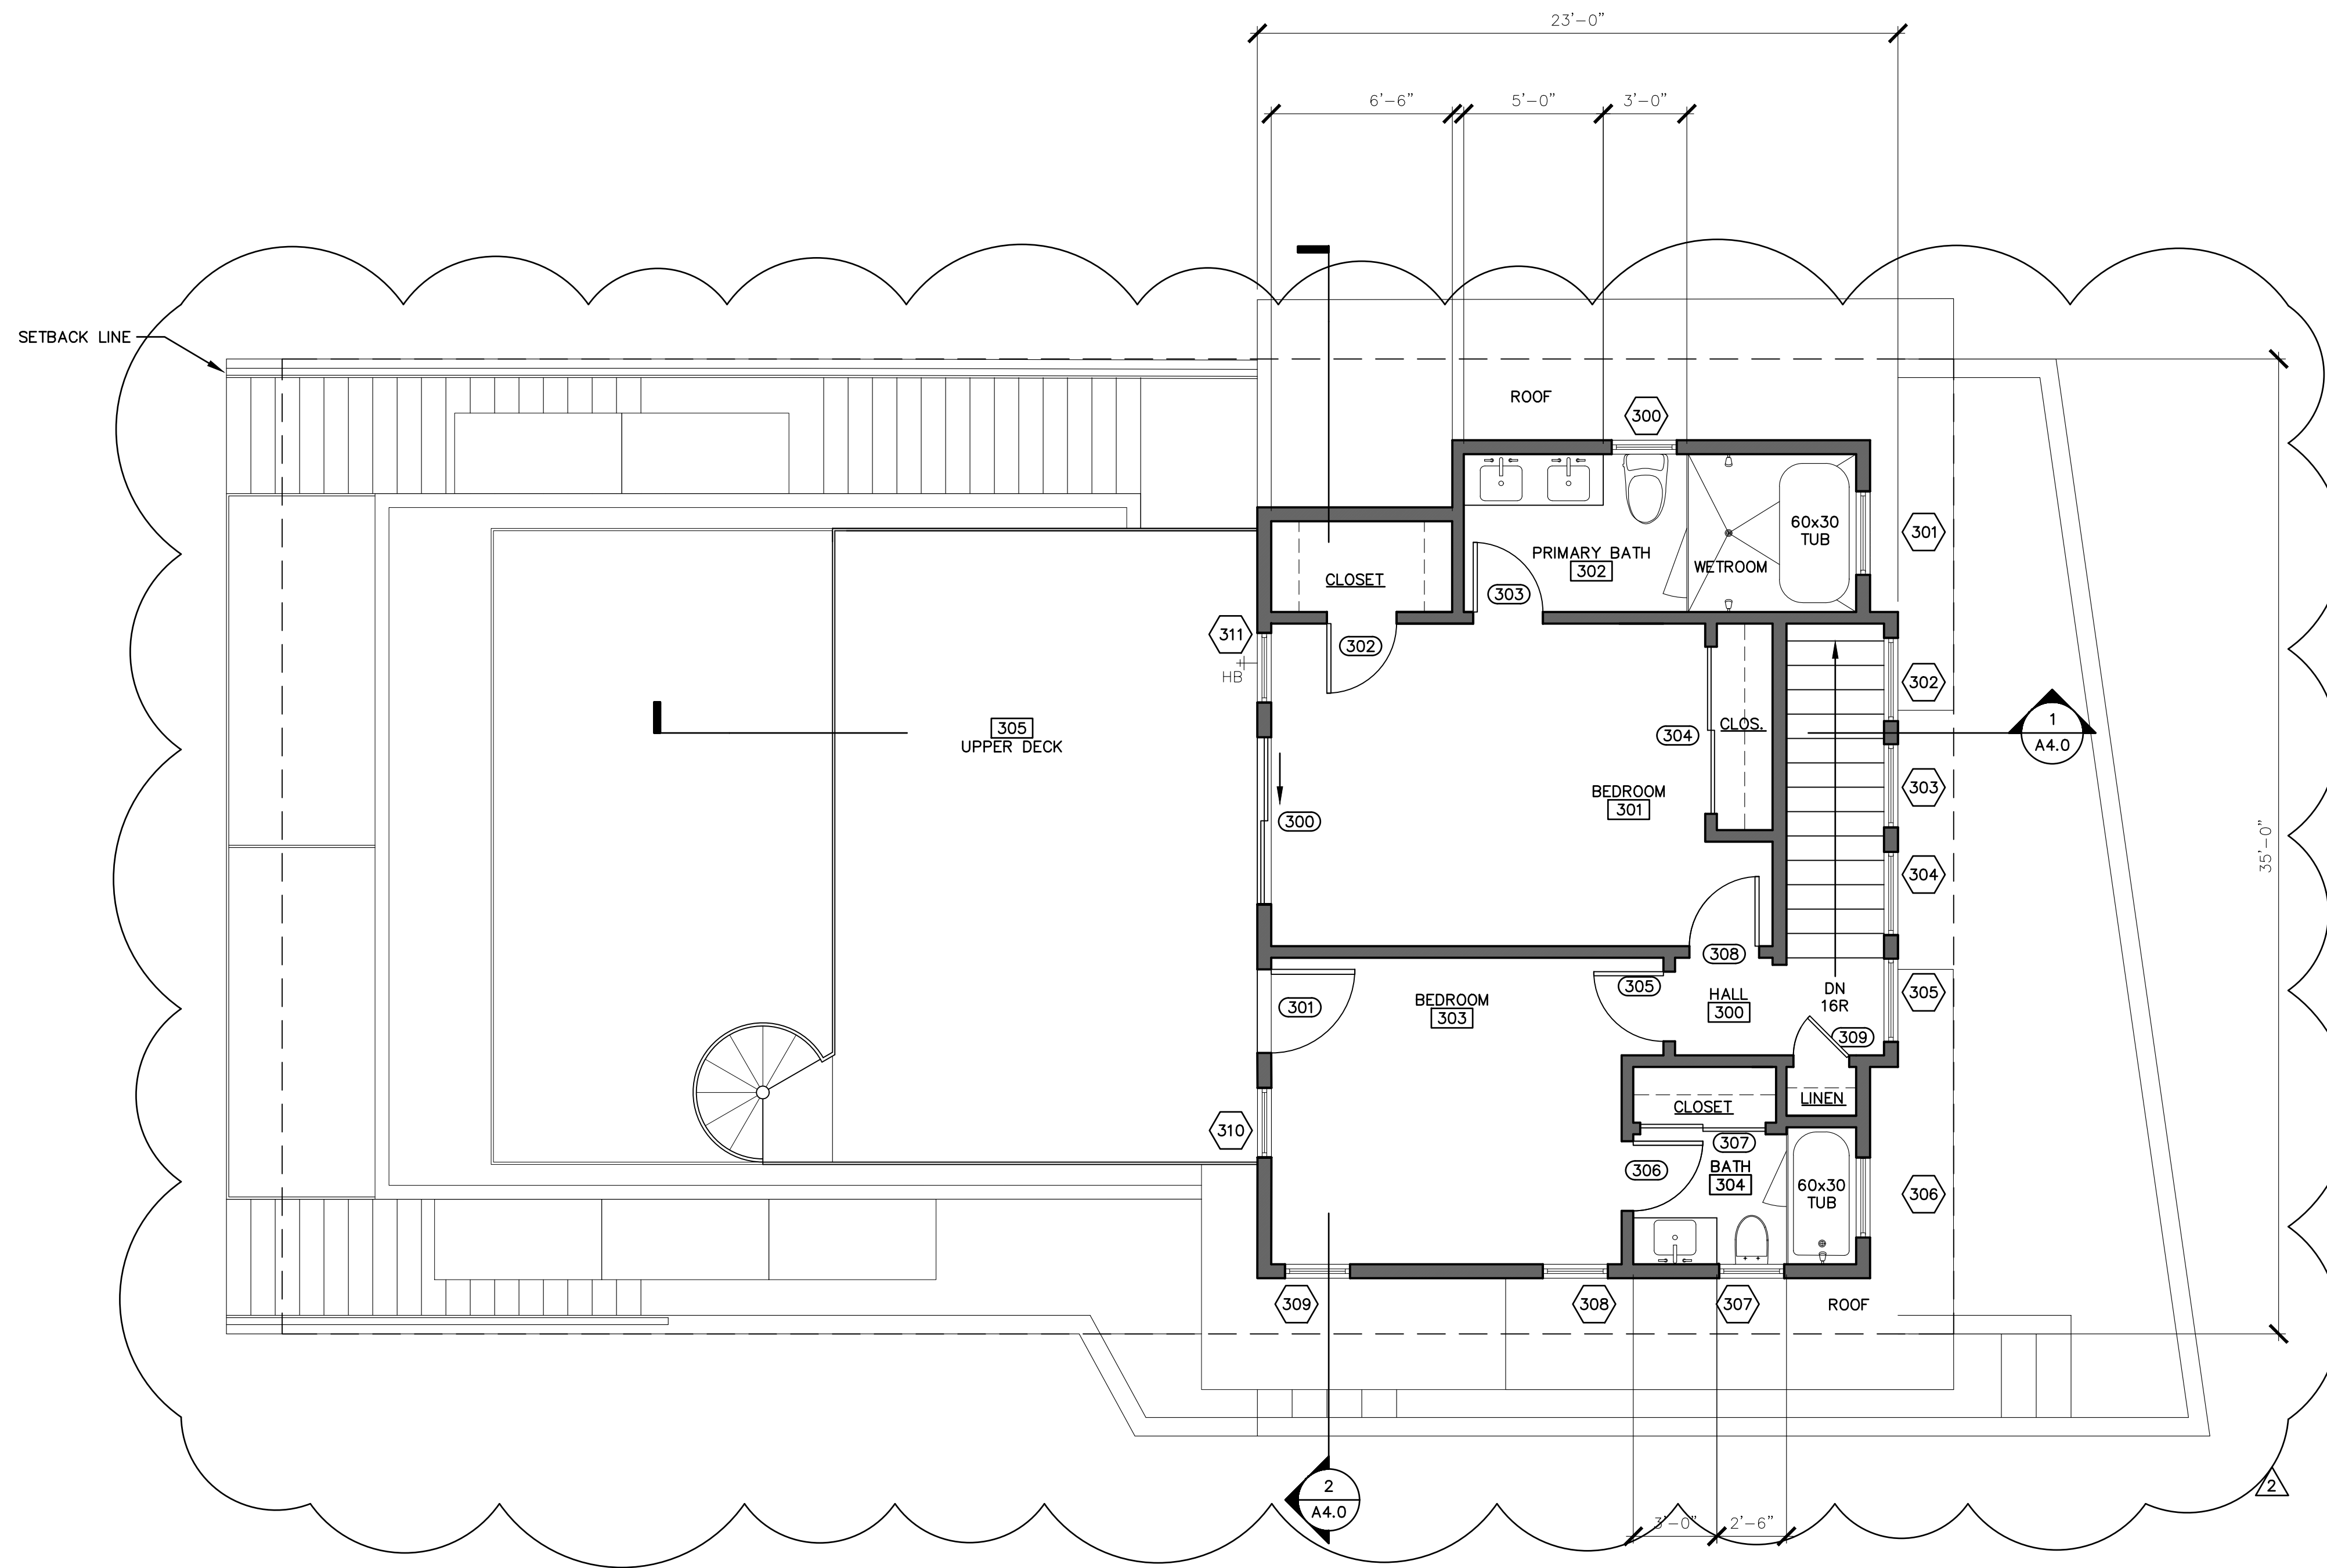 23'-0"
6'-6"
5'-0"
3'-0"
SETBACK LINE
ROOF
300
301
60x30
TUB
PRIMARY BATH
302
WETROOM
CLOSET
303
311
302
HB
302
305
UPPER DECK
304
CLOS.
1
A4.0
300
BEDROOM
301
303
35'-0"
304
308
301
BEDROOM
303
305
HALL
300
DN
16R
305
309
CLOSET
LINEN
310
307
306
BATH
304
60x30
TUB
306
309
308
307
ROOF
2
A4.0
2
3'-0"
2'-6"